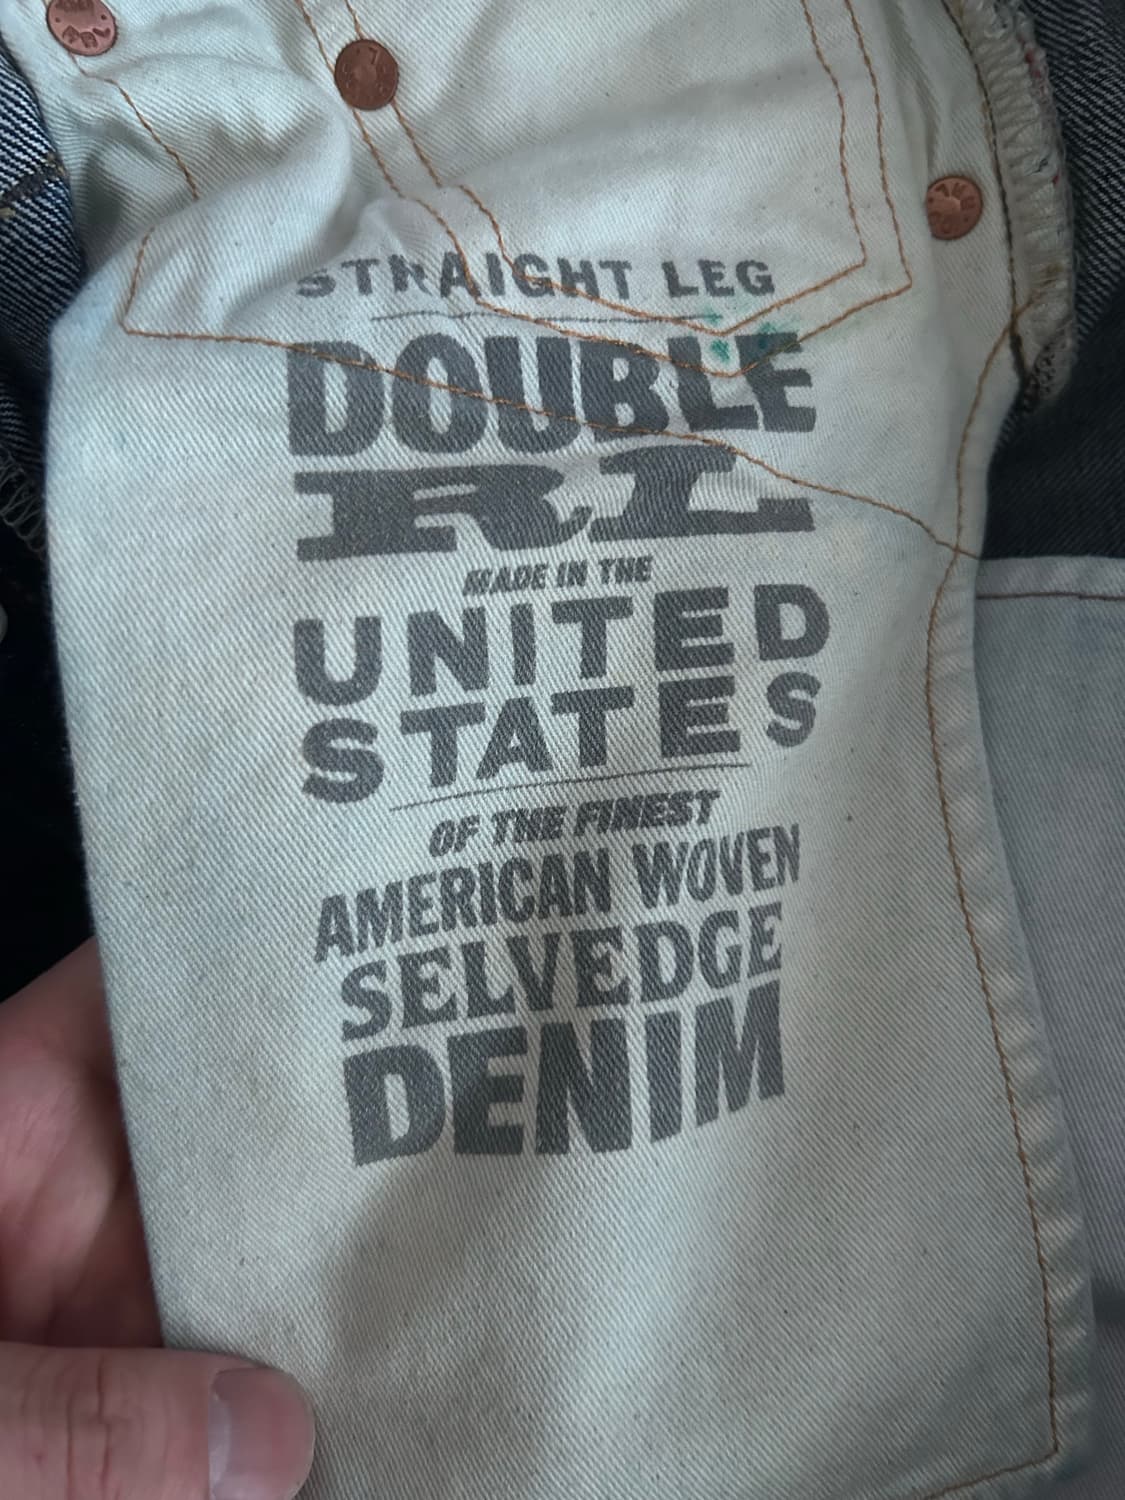 STRAIGHT LEG
DOUBLE
RL
MADE IN THE
UNITED
STATES
OF THE FINEST
AMERICAN WOVEN
SELVEDGE
DENIM